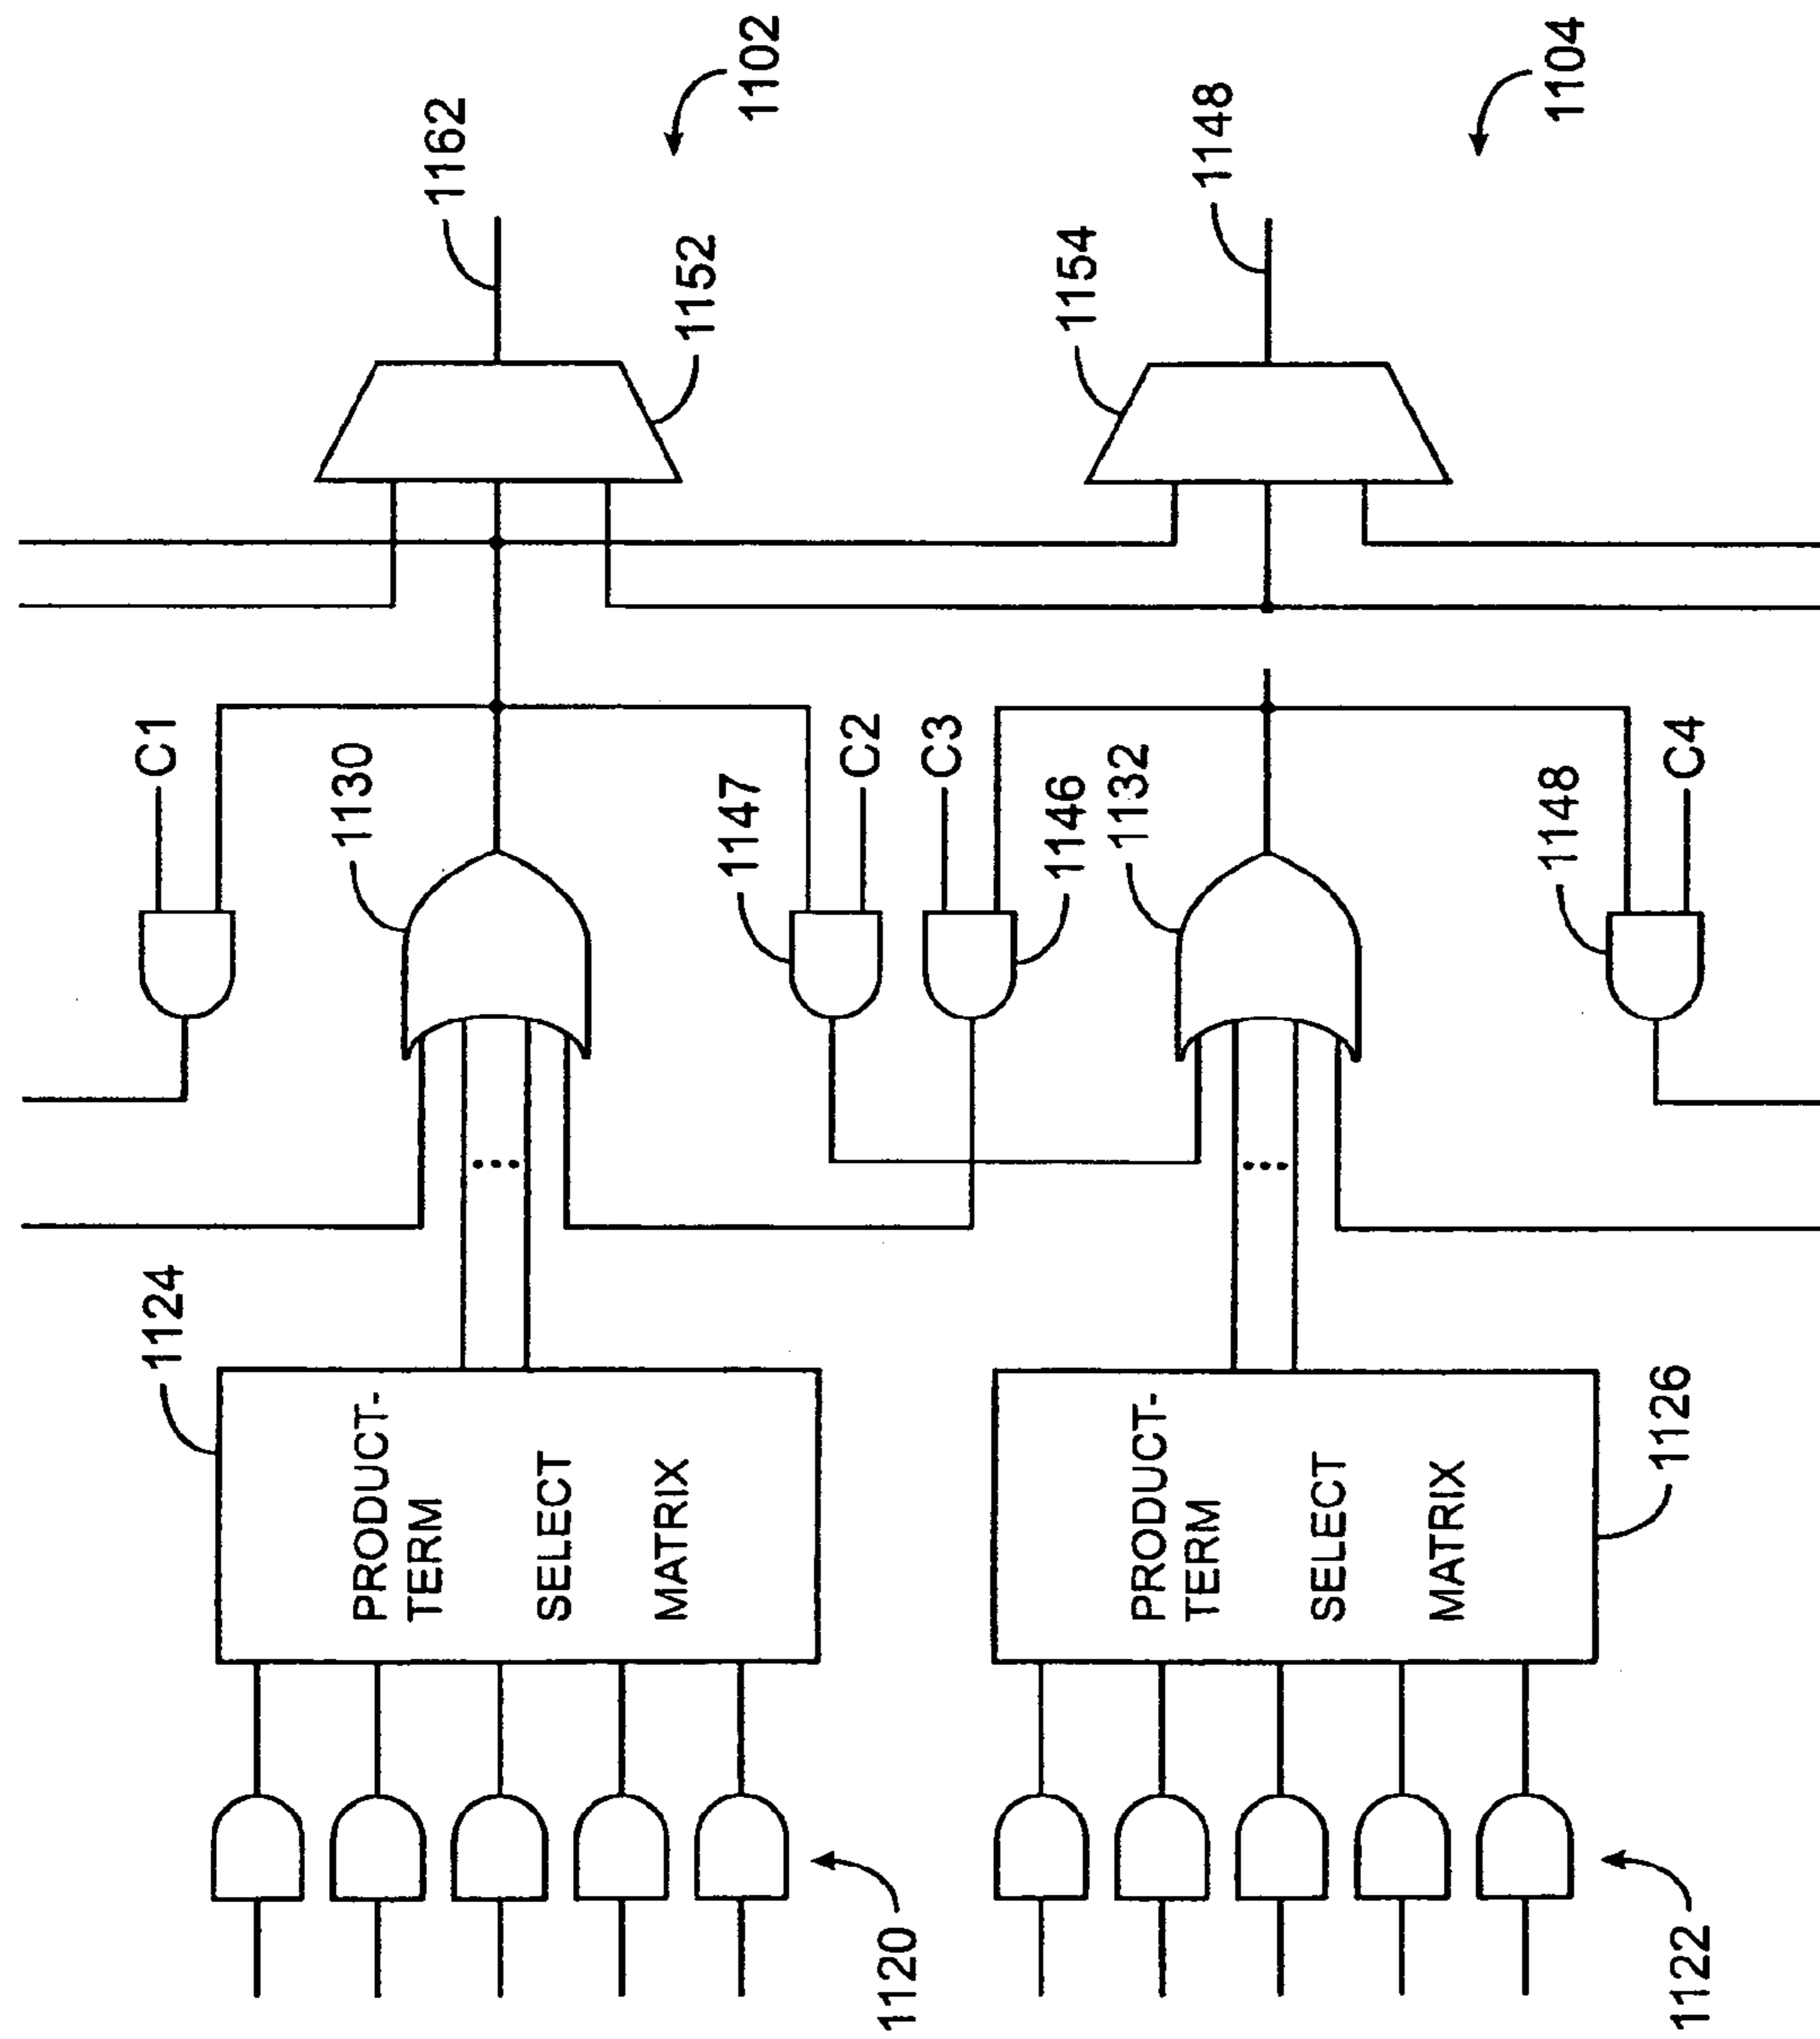 1120
1122
PRODUCT-
TERM
SELECT
MATRIX
1124
PRODUCT-
TERM
SELECT
MATRIX
1126
C1
1130
1147
C2
C3
1146
1132
1148
C4
1162
1152
1102
1154
1148
1104